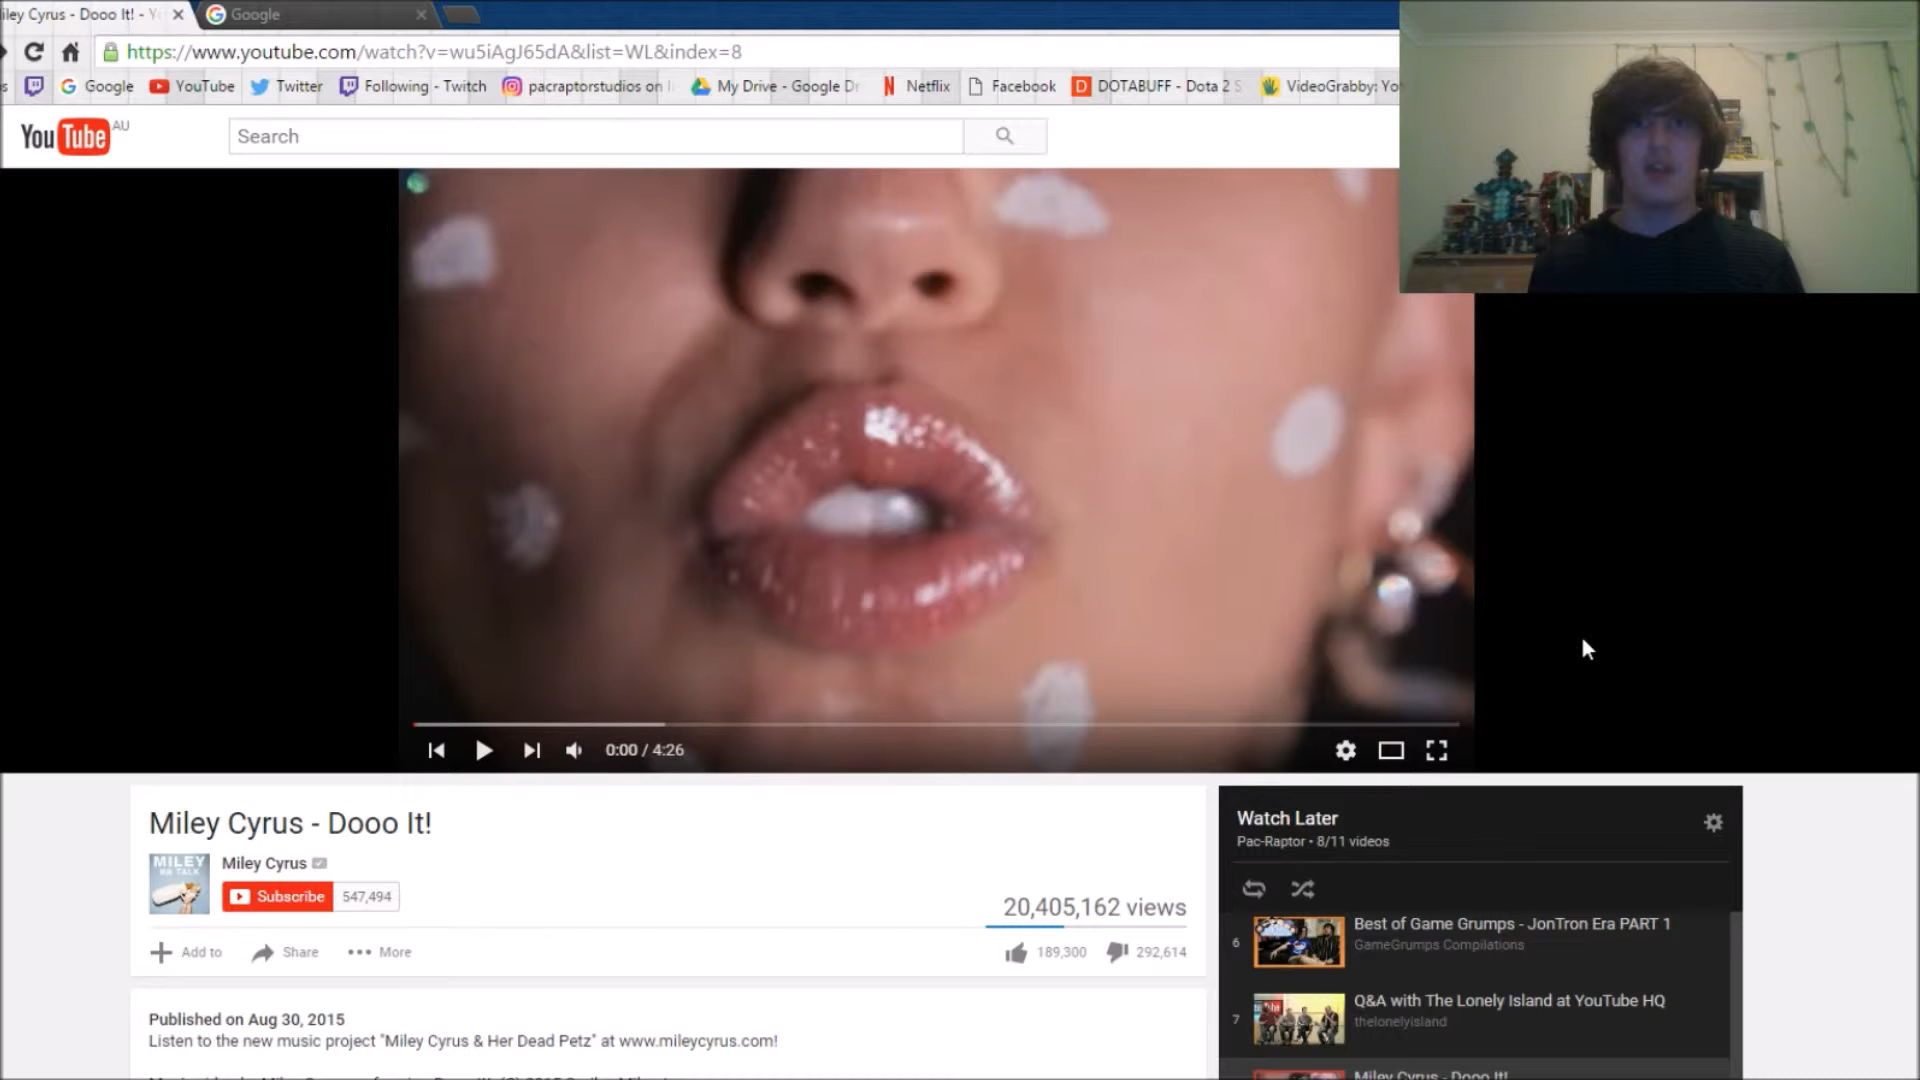 iley Cyrus - Dooo It! - Yo
Google
https://www.youtube.com/watch?v=wu5iAgJ65dA&list=WL&index=8
s Google YouTube Twitter Following - Twitch pacraptorstudios on I My Drive - Google Dr Netflix Facebook DOTABUFF - Dota 2 S VideoGrabby: Yo
YouTube AU
Search
0:00 / 4:26
Miley Cyrus - Dooo It!
MILEY
Miley Cyrus
Subscribe 547,494
20,405,162 views
Add to Share More 189,300 292,614
Published on Aug 30, 2015
Listen to the new music project "Miley Cyrus & Her Dead Petz" at www.mileycyrus.com!
Watch Later
Pac-Raptor • 8/11 videos
6 Best of Game Grumps - JonTron Era PART 1
GameGrumps Compilations
7 Q&A with The Lonely Island at YouTube HQ
thelonelyisland
Miley Cyrus - Dooo It!